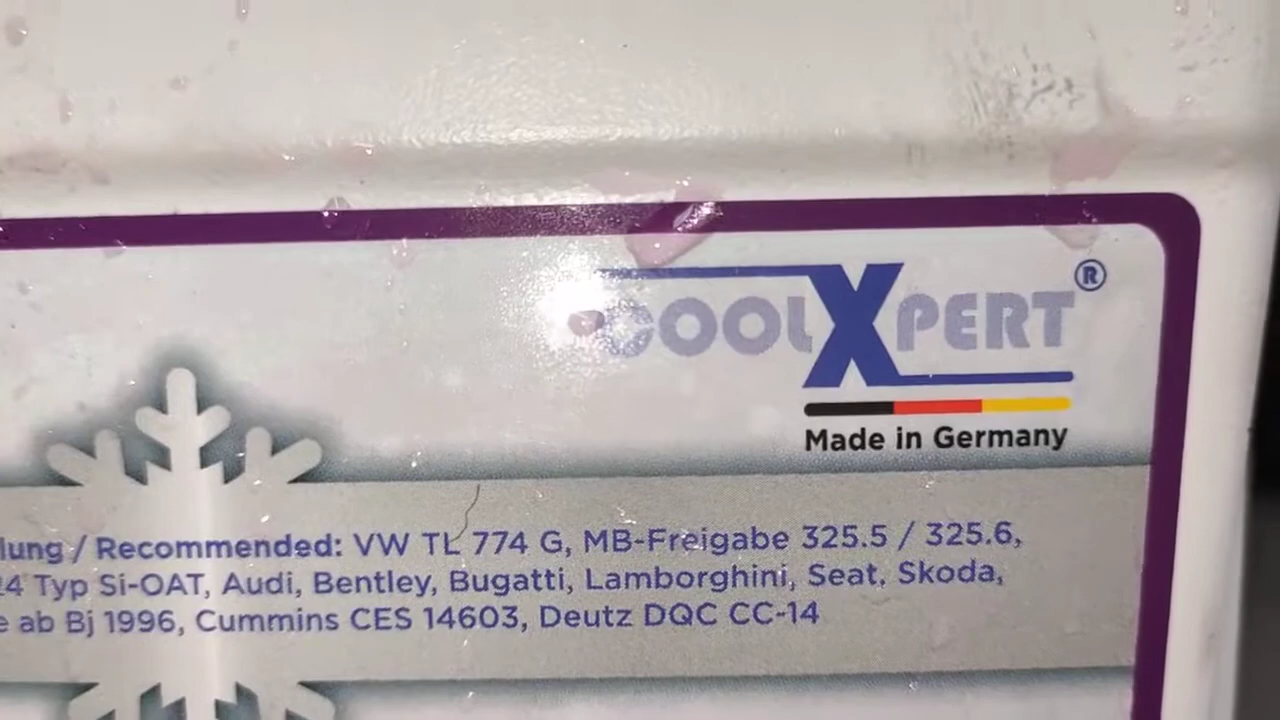 COOLXPERT®
Made in Germany
lung / Recommended: VW TL 774 G, MB-Freigabe 325.5 / 325.6,
24 Typ Si-OAT, Audi, Bentley, Bugatti, Lamborghini, Seat, Skoda,
e ab Bj 1996, Cummins CES 14603, Deutz DQC CC-14